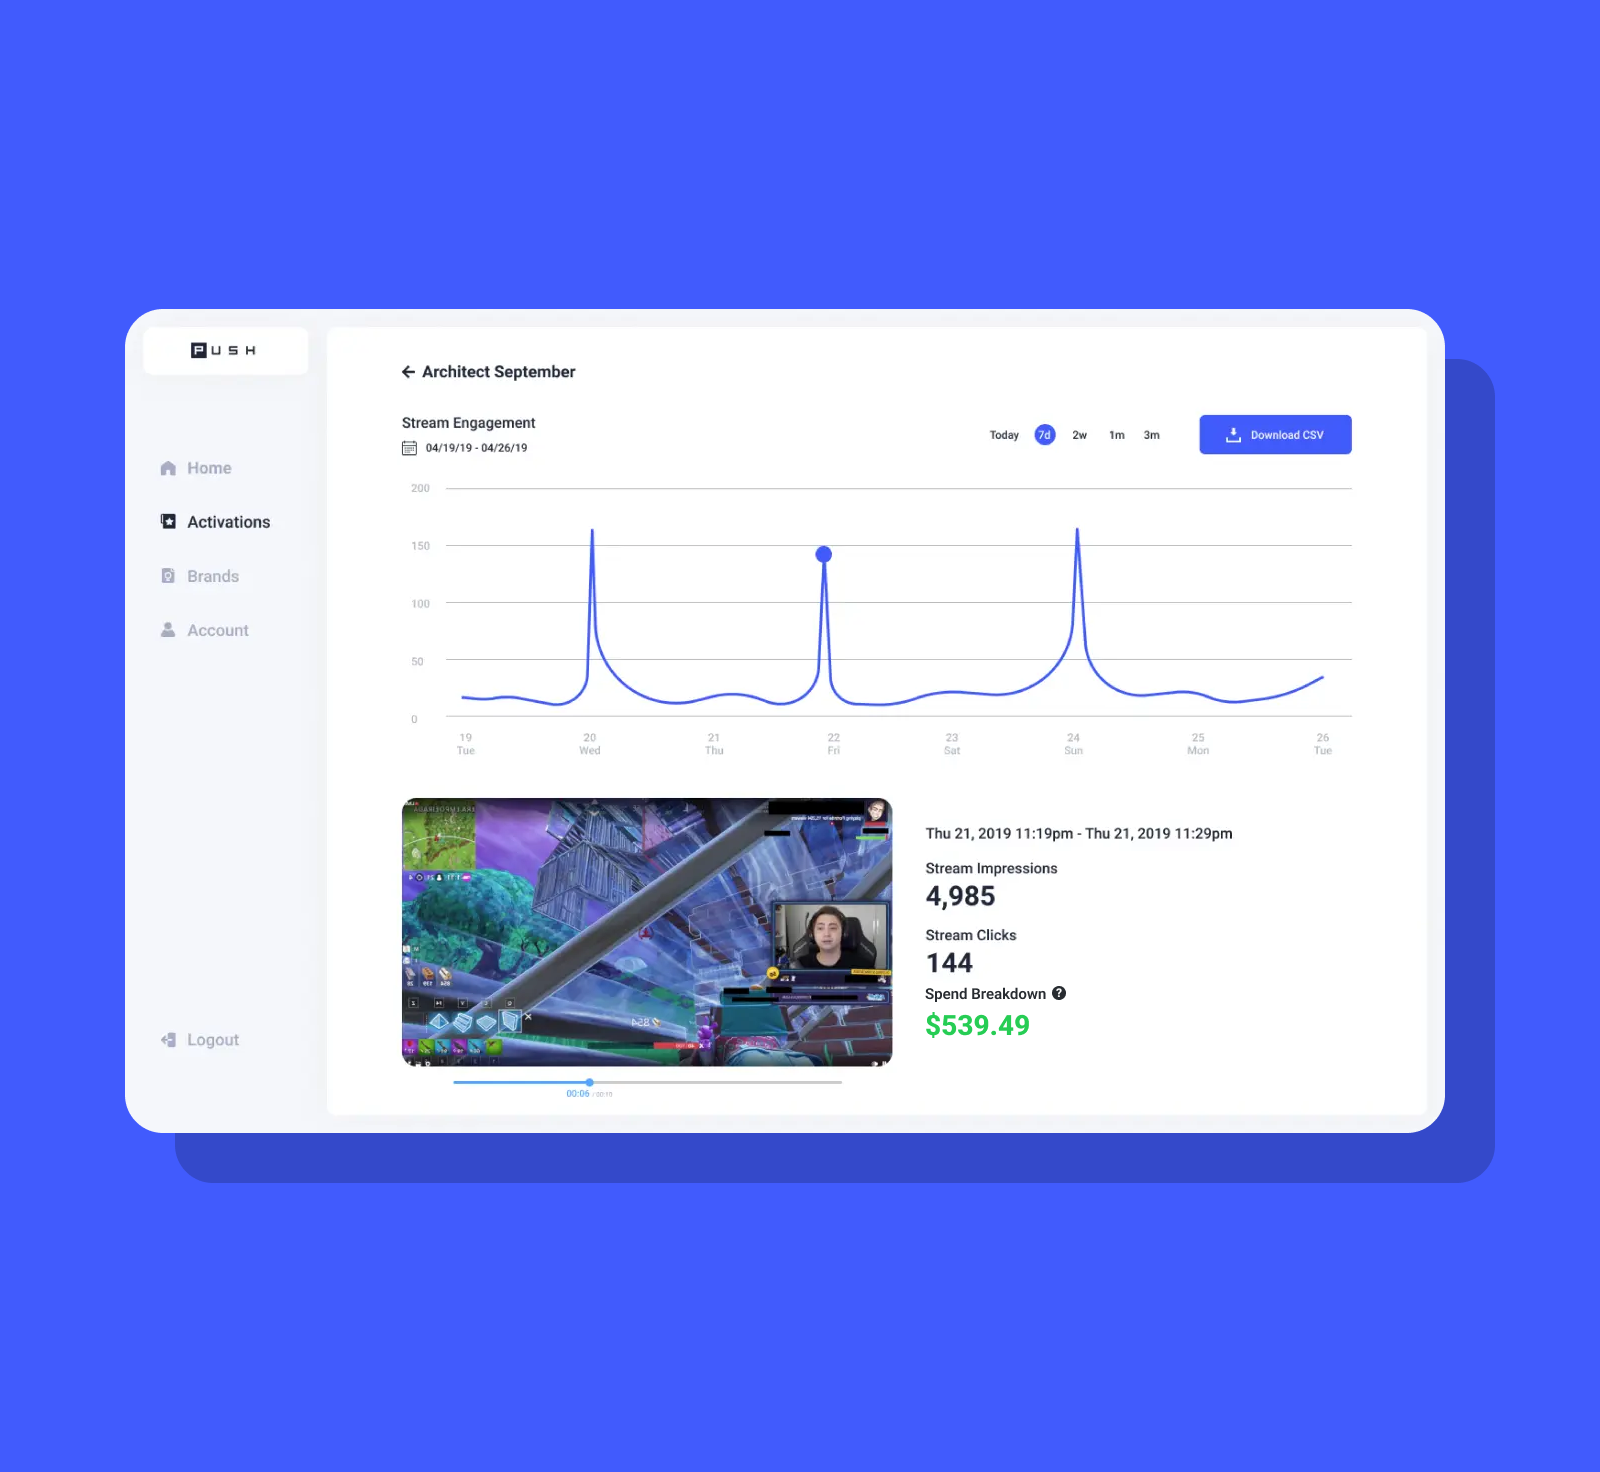 PUSH
Home
Activations
Brands
Account
Logout
Architect September
Stream Engagement
04/19/19 - 04/26/19
Today 7d 2w 1m 3m
Download CSV
200
150
100
50
0
19 20 21 22 23 24 25 26
Tue Wed Thu Fri Sat Sun Mon Tue
00:06
Thu 21, 2019 11:19pm - Thu 21, 2019 11:29pm
Stream Impressions
4,985
Stream Clicks
144
Spend Breakdown ?
$539.49